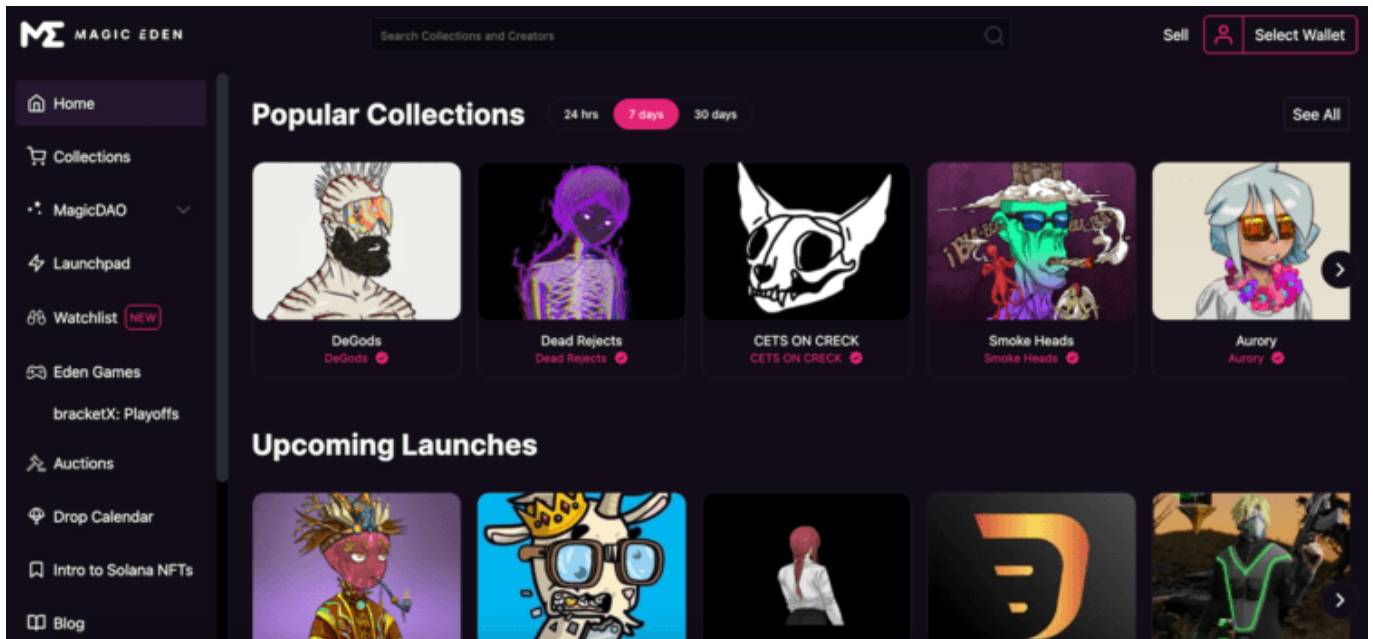 MAGIC EDEN
Search Collections and Creators
Sell
Select Wallet
Home
Collections
MagicDAO
Launchpad
Watchlist NEW
Eden Games
bracketX: Playoffs
Auctions
Drop Calendar
Intro to Solana NFTs
Blog
Popular Collections
24 hrs
7 days
30 days
See All
DeGods
DeGods
Dead Rejects
Dead Rejects
CETS ON CRECK
CETS ON CRECK
Smoke Heads
Smoke Heads
Aurory
Aurory
Upcoming Launches